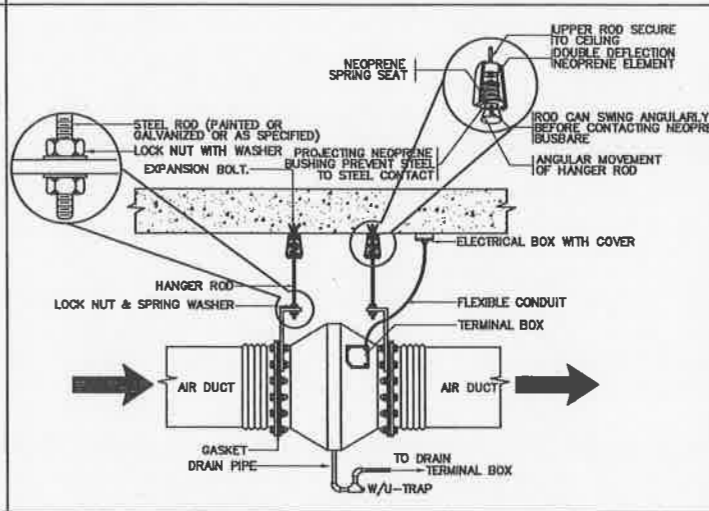 UPPER ROD SECURE
TO CEILING
DOUBLE DEFLECTION
NEOPRENE ELEMENT
NEOPRENE
SPRING SEAT
ROD CAN SWING ANGULARLY
BEFORE CONTACTING NEOPRE
BUSBARE
ANGULAR MOVEMENT
OF HANGER ROD
STEEL ROD (PAINTED OR
GALVANIZED OR AS SPECIFIED)
LOCK NUT WITH WASHER
PROJECTING NEOPRENE
BUSHING PREVENT STEEL
TO STEEL CONTACT
EXPANSION BOLT.
ELECTRICAL BOX WITH COVER
HANGER ROD
LOCK NUT & SPRING WASHER
FLEXIBLE CONDUIT
TERMINAL BOX
AIR DUCT
AIR DUCT
GASKET
DRAIN PIPE
TO DRAIN
TERMINAL BOX
W/U-TRAP